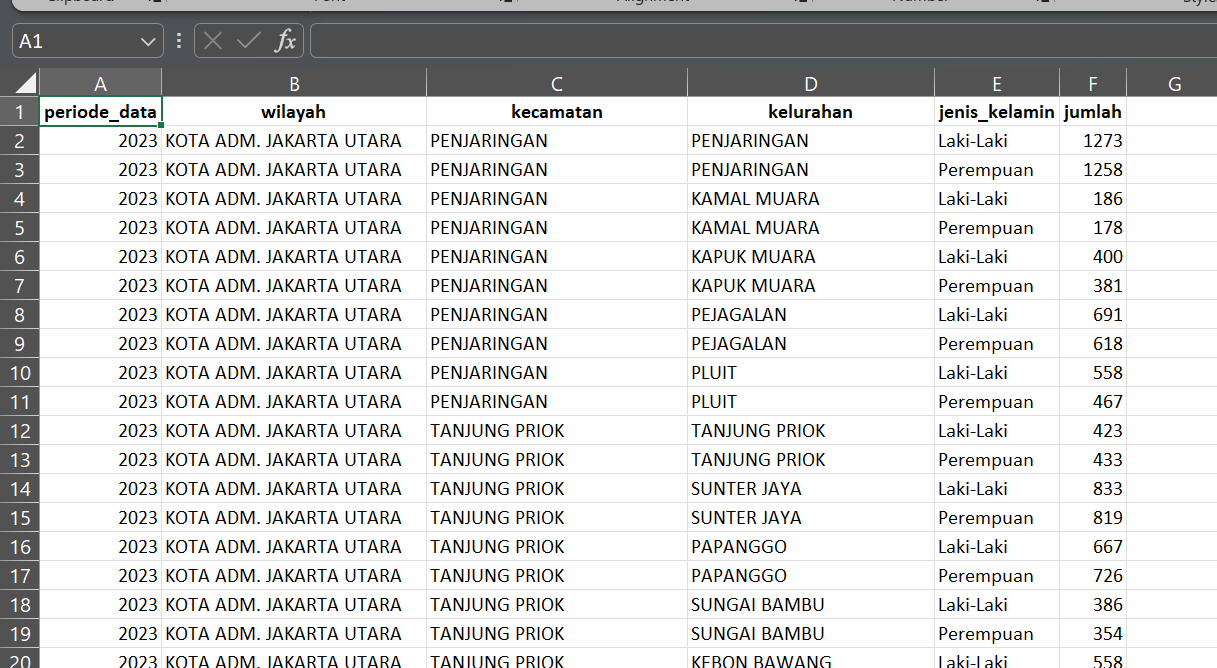 Clipboard Font Alignment Number Styles
A1 fx
A B C D E F G
1 periode_data wilayah kecamatan kelurahan jenis_kelamin jumlah
2 2023 KOTA ADM. JAKARTA UTARA PENJARINGAN PENJARINGAN Laki-Laki 1273
3 2023 KOTA ADM. JAKARTA UTARA PENJARINGAN PENJARINGAN Perempuan 1258
4 2023 KOTA ADM. JAKARTA UTARA PENJARINGAN KAMAL MUARA Laki-Laki 186
5 2023 KOTA ADM. JAKARTA UTARA PENJARINGAN KAMAL MUARA Perempuan 178
6 2023 KOTA ADM. JAKARTA UTARA PENJARINGAN KAPUK MUARA Laki-Laki 400
7 2023 KOTA ADM. JAKARTA UTARA PENJARINGAN KAPUK MUARA Perempuan 381
8 2023 KOTA ADM. JAKARTA UTARA PENJARINGAN PEJAGALAN Laki-Laki 691
9 2023 KOTA ADM. JAKARTA UTARA PENJARINGAN PEJAGALAN Perempuan 618
10 2023 KOTA ADM. JAKARTA UTARA PENJARINGAN PLUIT Laki-Laki 558
11 2023 KOTA ADM. JAKARTA UTARA PENJARINGAN PLUIT Perempuan 467
12 2023 KOTA ADM. JAKARTA UTARA TANJUNG PRIOK TANJUNG PRIOK Laki-Laki 423
13 2023 KOTA ADM. JAKARTA UTARA TANJUNG PRIOK TANJUNG PRIOK Perempuan 433
14 2023 KOTA ADM. JAKARTA UTARA TANJUNG PRIOK SUNTER JAYA Laki-Laki 833
15 2023 KOTA ADM. JAKARTA UTARA TANJUNG PRIOK SUNTER JAYA Perempuan 819
16 2023 KOTA ADM. JAKARTA UTARA TANJUNG PRIOK PAPANGGO Laki-Laki 667
17 2023 KOTA ADM. JAKARTA UTARA TANJUNG PRIOK PAPANGGO Perempuan 726
18 2023 KOTA ADM. JAKARTA UTARA TANJUNG PRIOK SUNGAI BAMBU Laki-Laki 386
19 2023 KOTA ADM. JAKARTA UTARA TANJUNG PRIOK SUNGAI BAMBU Perempuan 354
20 2023 KOTA ADM. JAKARTA UTARA TANJUNG PRIOK KEBON BAWANG Laki-Laki 558